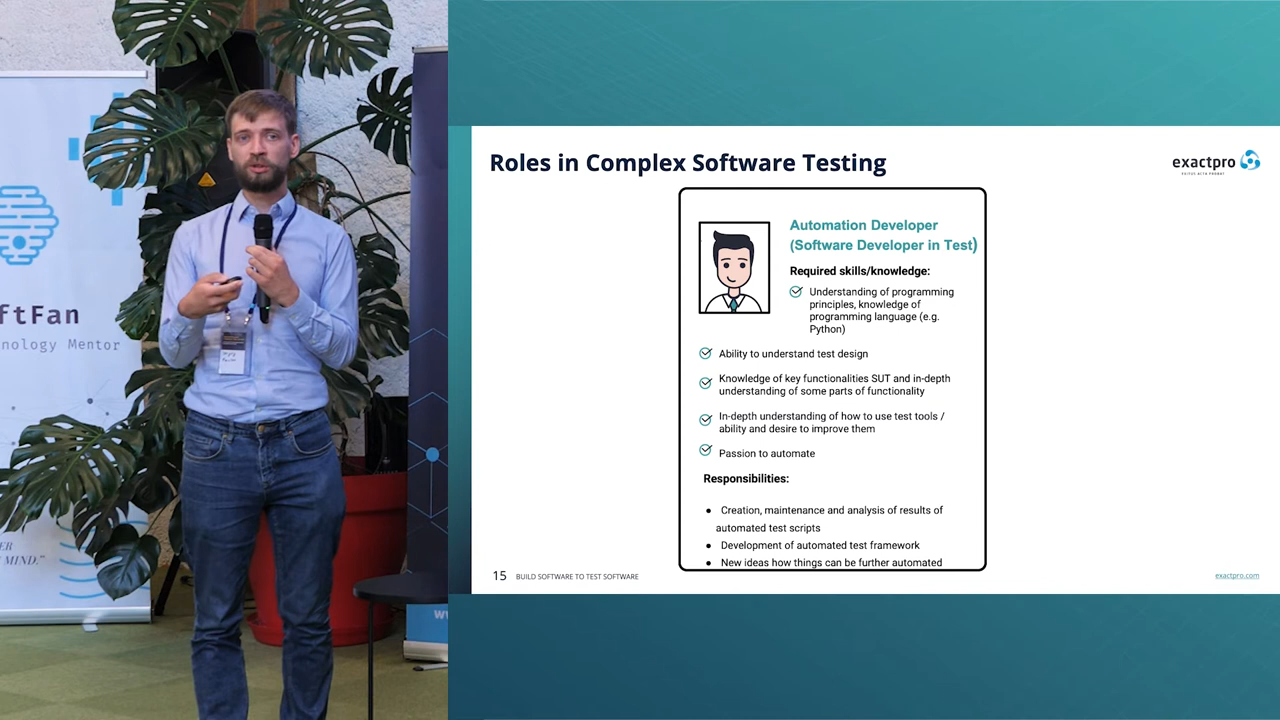 ftFan
nology Mentor
ER
MIND.”
Roles in Complex Software Testing
exactpro
EXITUS ACTA PROBAT
Automation Developer
(Software Developer in Test)
Required skills/knowledge:
Understanding of programming
principles, knowledge of
programming language (e.g.
Python)
Ability to understand test design
Knowledge of key functionalities SUT and in-depth
understanding of some parts of functionality
In-depth understanding of how to use test tools /
ability and desire to improve them
Passion to automate
Responsibilities:
● Creation, maintenance and analysis of results of
automated test scripts
● Development of automated test framework
● New ideas how things can be further automated
15 BUILD SOFTWARE TO TEST SOFTWARE
exactpro.com